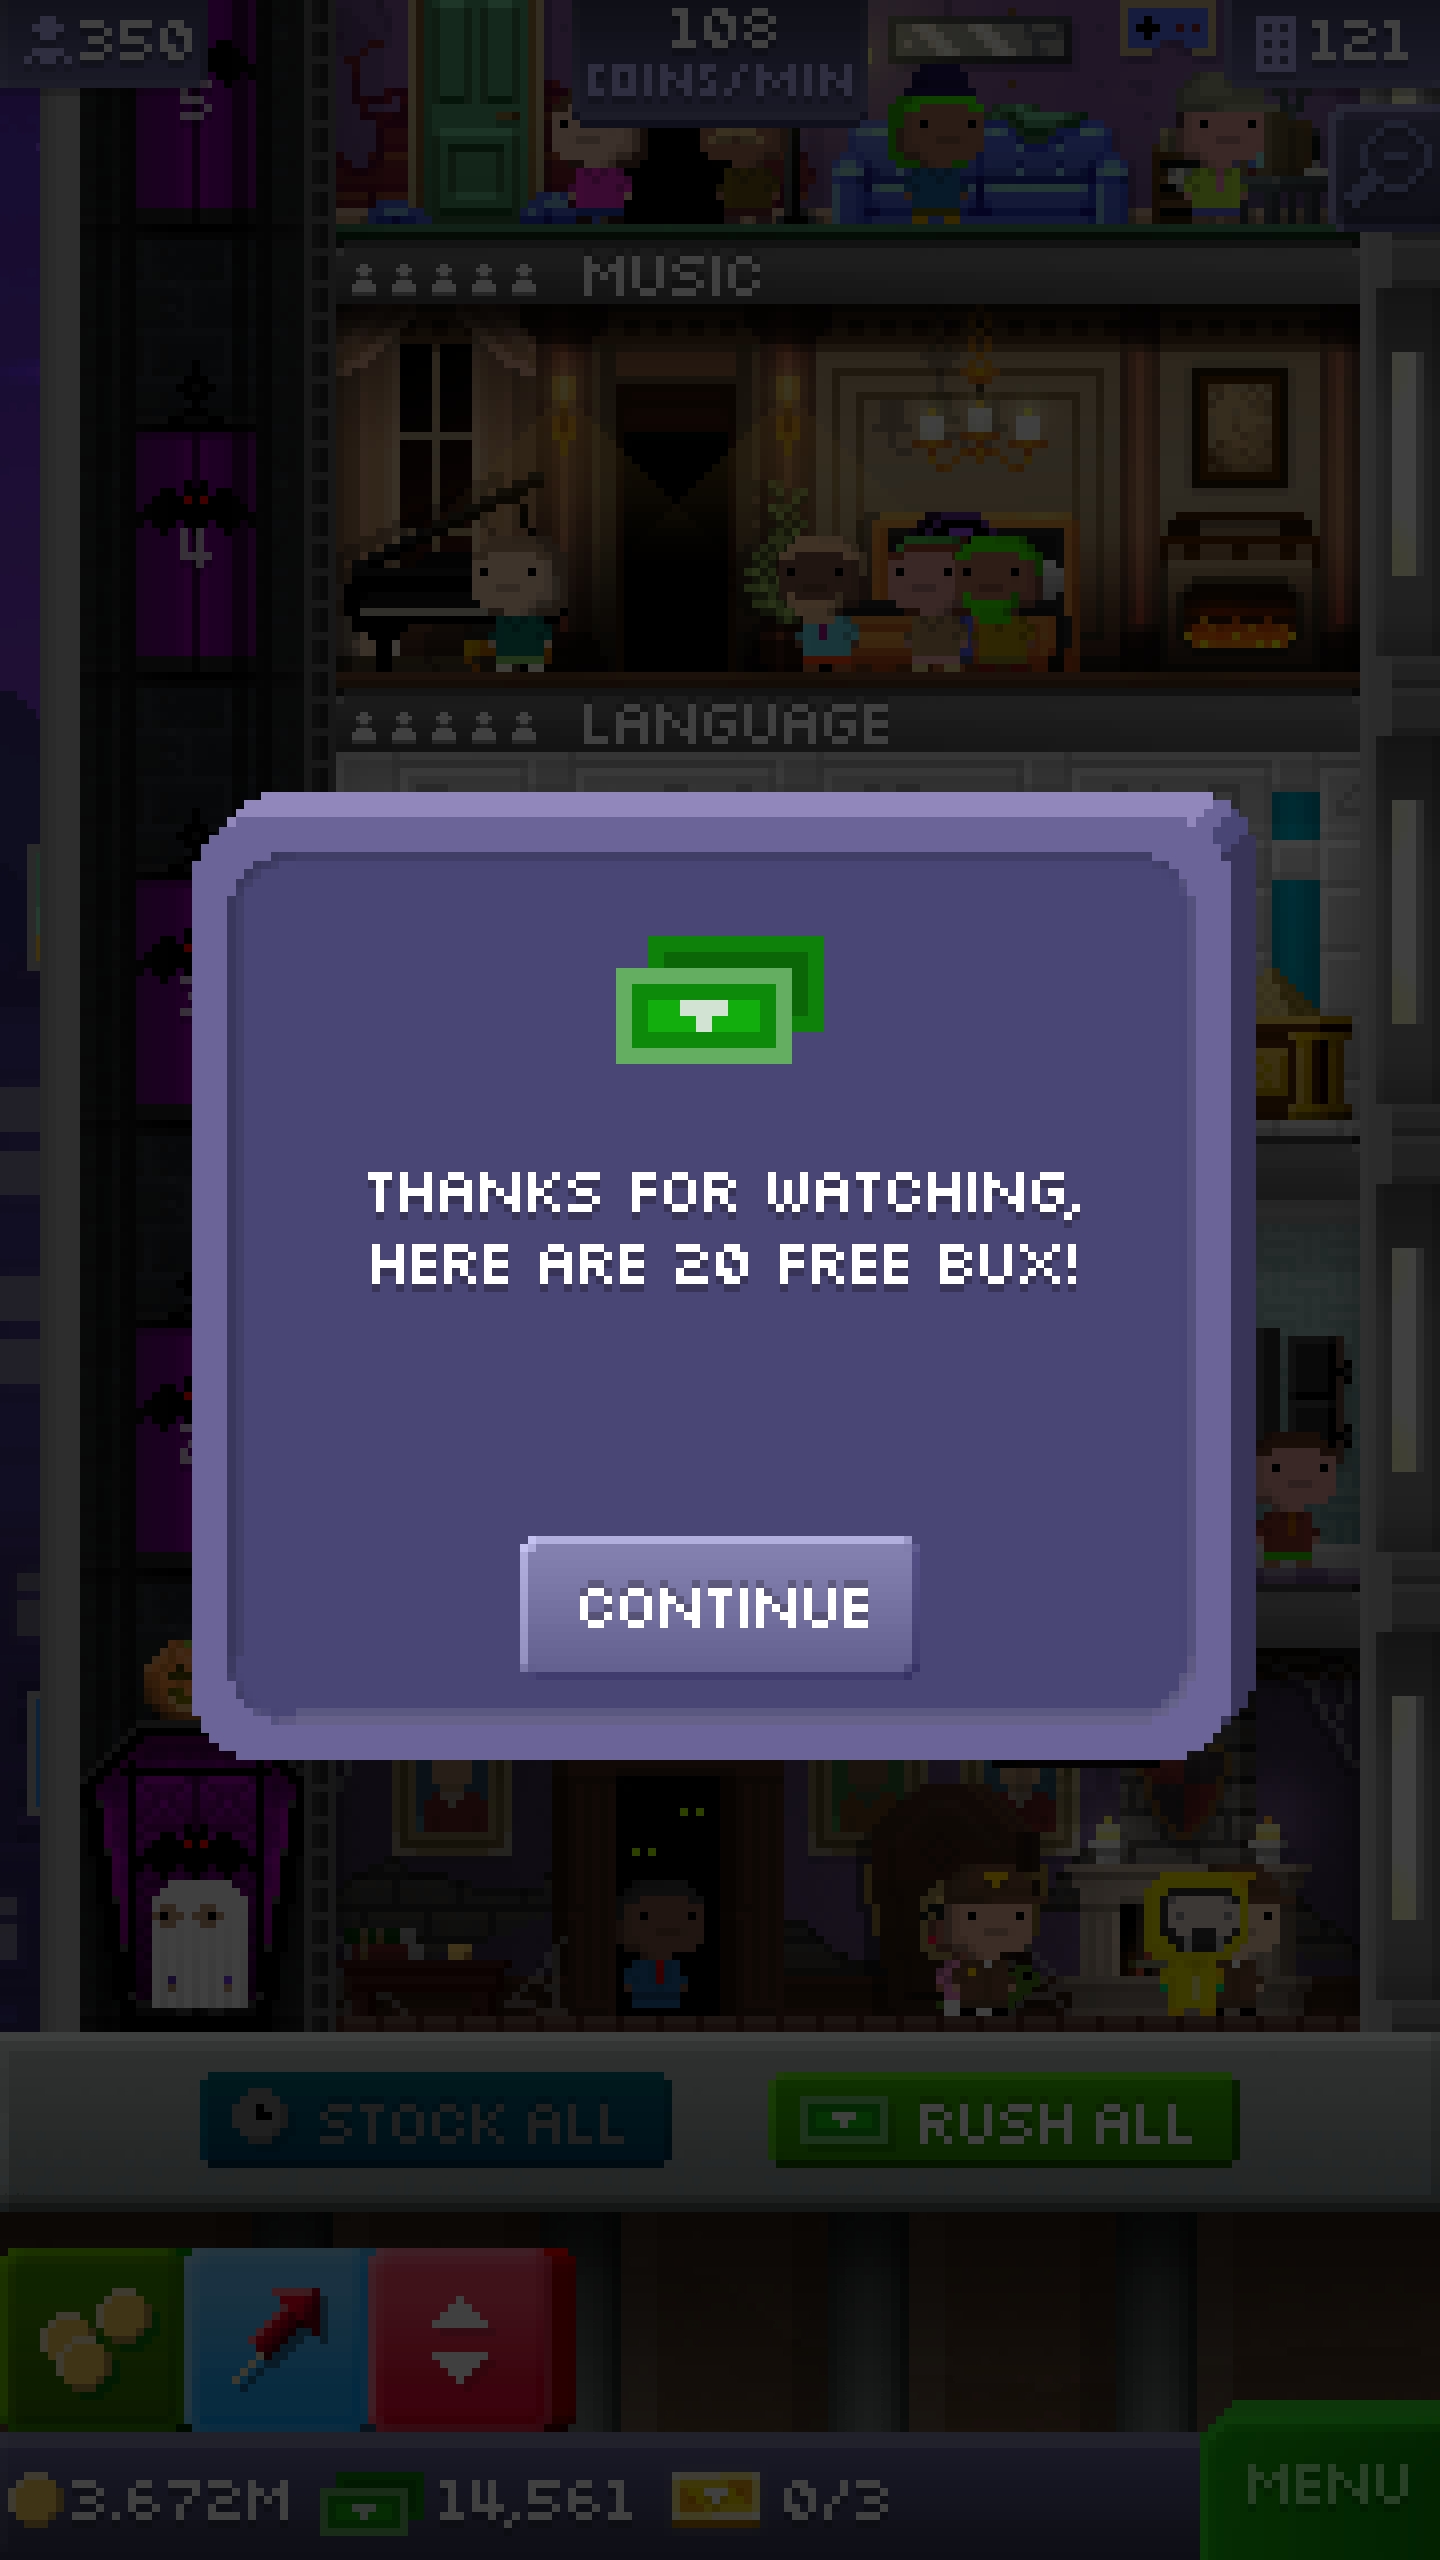 350
108
COINS/MIN
121
5
MUSIC
4
LANGUAGE
THANKS FOR WATCHING,
HERE ARE 20 FREE BUX!
CONTINUE
STOCK ALL
RUSH ALL
3.672M
14,561
0/3
MENU